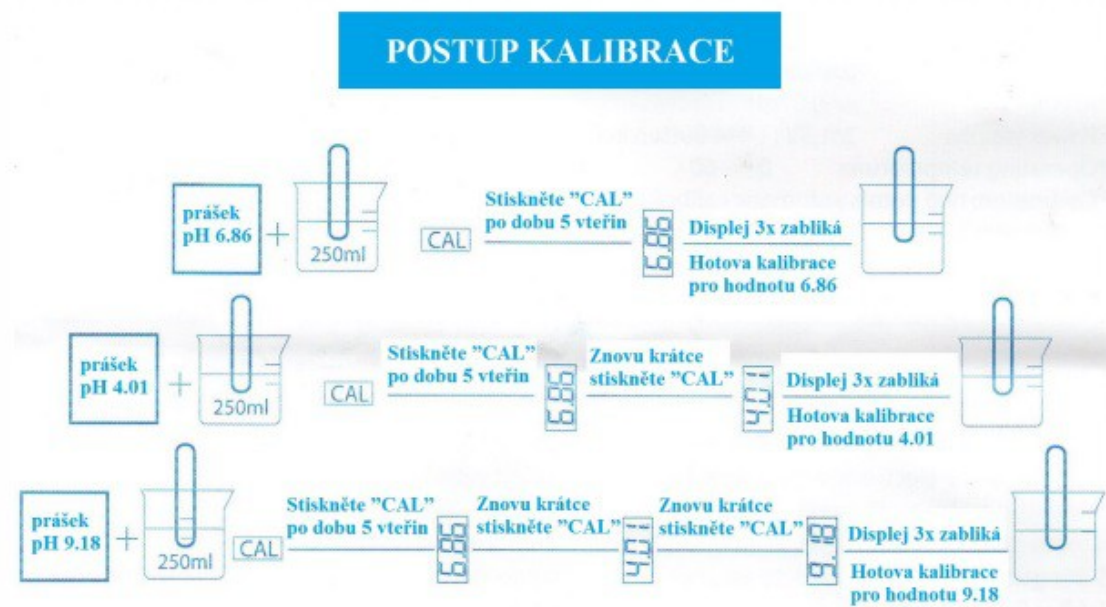 POSTUP KALIBRACE
prášek
pH 6.86
250ml
CAL
Stiskněte ”CAL”
po dobu 5 vteřin
6.86
Displej 3x zabliká
Hotova kalibrace
pro hodnotu 6.86
prášek
pH 4.01
250ml
CAL
Stiskněte ”CAL”
po dobu 5 vteřin
6.86
Znovu krátce
stiskněte ”CAL”
4.01
Displej 3x zabliká
Hotova kalibrace
pro hodnotu 4.01
prášek
pH 9.18
250ml
CAL
Stiskněte ”CAL”
po dobu 5 vteřin
6.86
Znovu krátce
stiskněte ”CAL”
4.01
Znovu krátce
stiskněte ”CAL”
9.18
Displej 3x zabliká
Hotova kalibrace
pro hodnotu 9.18